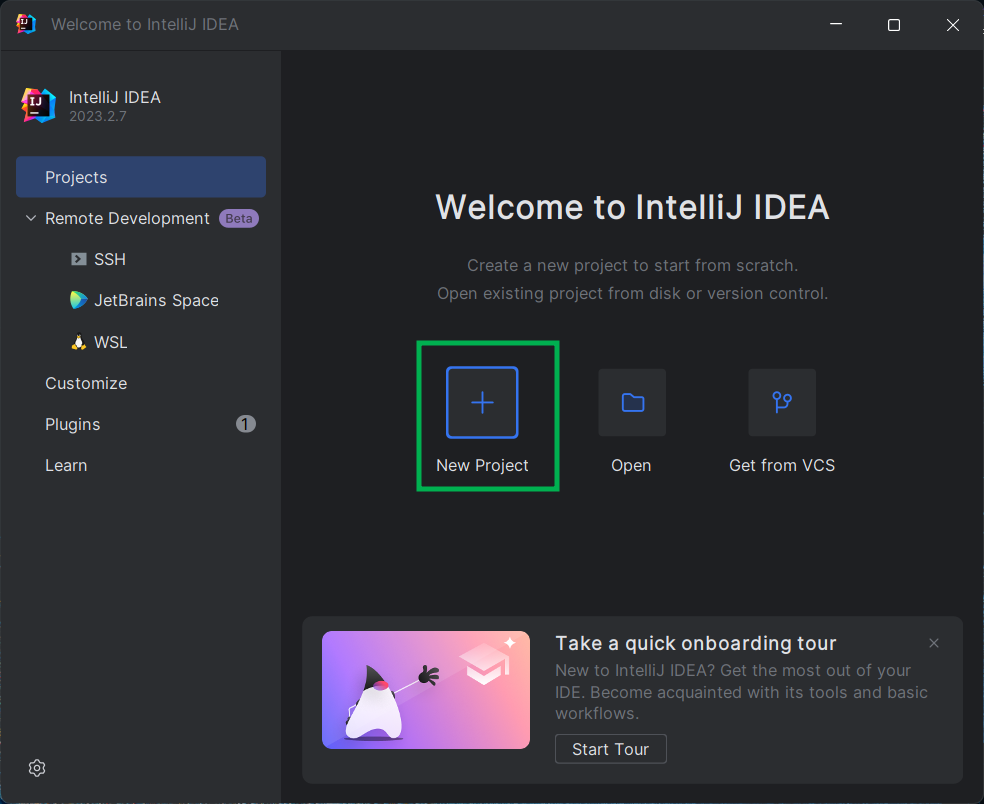 Welcome to IntelliJ IDEA
IntelliJ IDEA
2023.2.7
Projects
Remote Development Beta
SSH
JetBrains Space
WSL
Customize
Plugins 1
Learn
Welcome to IntelliJ IDEA
Create a new project to start from scratch.
Open existing project from disk or version control.
New Project
Open
Get from VCS
Take a quick onboarding tour
New to IntelliJ IDEA? Get the most out of your
IDE. Become acquainted with its tools and basic
workflows.
Start Tour